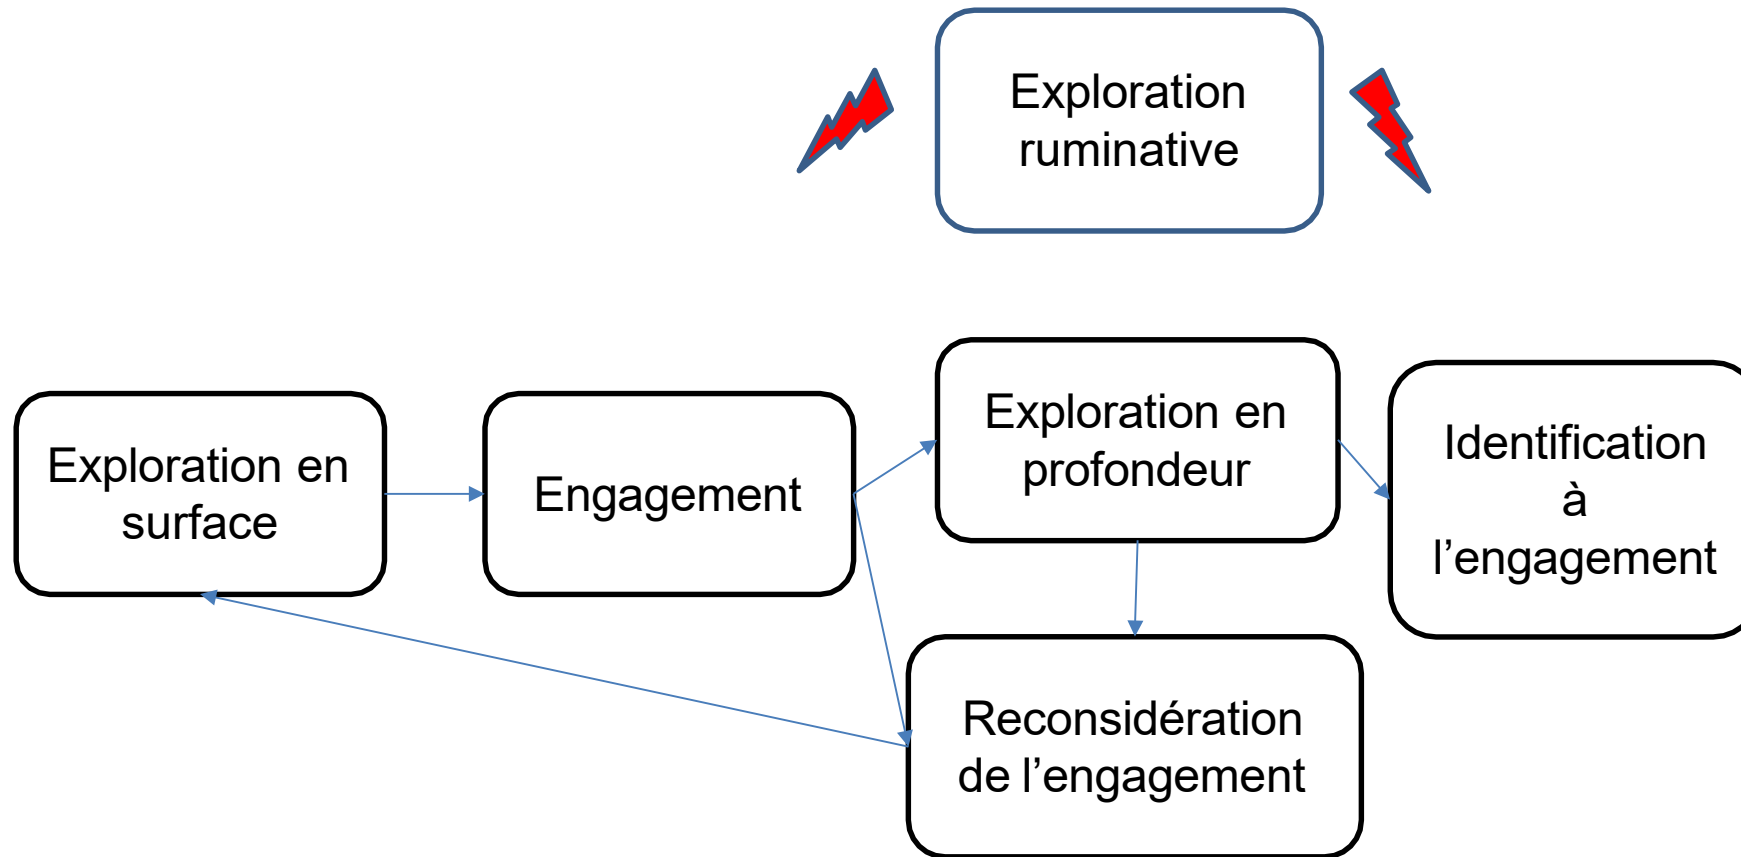 Exploration
ruminative
Exploration en
surface
Engagement
Exploration en
profondeur
Identification
à
l’engagement
Reconsidération
de l’engagement